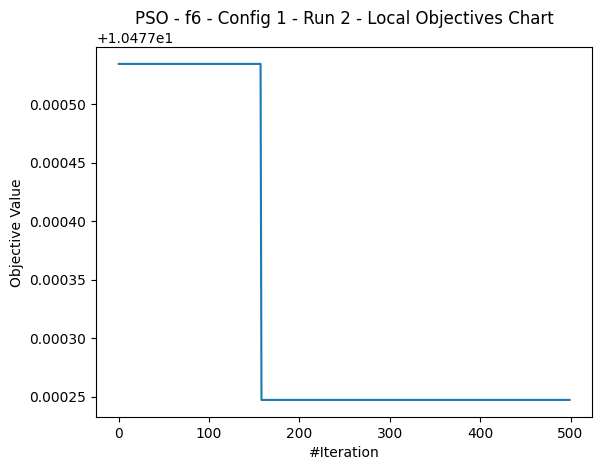 PSO - f6 - Config 1 - Run 2 - Local Objectives Chart
+1.0477e1
0.00050
0.00045
0.00040
0.00035
0.00030
0.00025
Objective Value
0 100 200 300 400 500
#Iteration